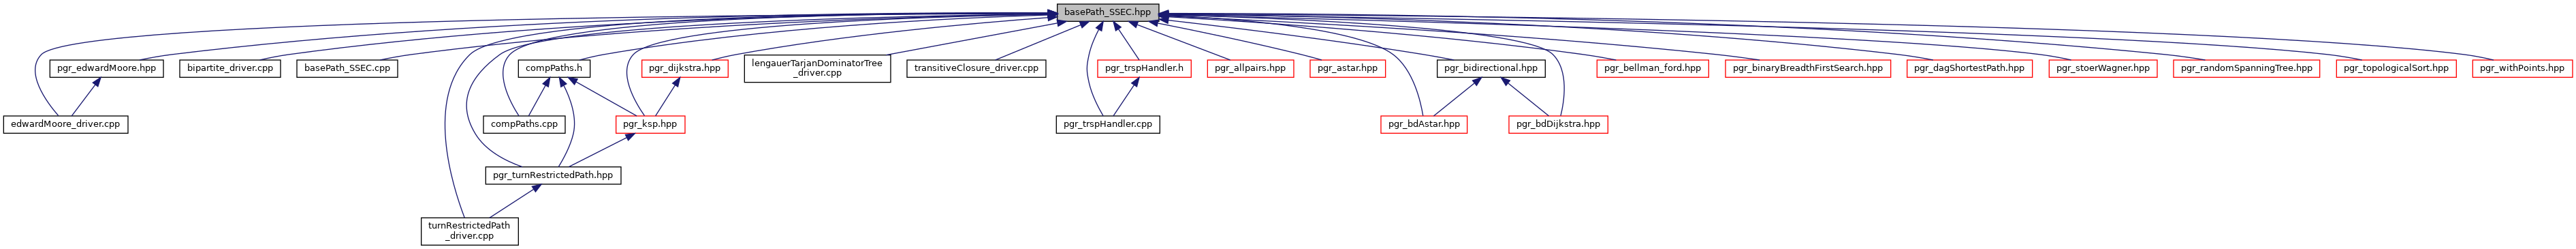 basePath_SSEC.hpp
pgr_edwardMoore.hpp
bipartite_driver.cpp
basePath_SSEC.cpp
compPaths.h
pgr_dijkstra.hpp
lengauerTarjanDominatorTree
_driver.cpp
transitiveClosure_driver.cpp
pgr_trspHandler.h
pgr_allpairs.hpp
pgr_astar.hpp
pgr_bidirectional.hpp
pgr_bellman_ford.hpp
pgr_binaryBreadthFirstSearch.hpp
pgr_dagShortestPath.hpp
pgr_stoerWagner.hpp
pgr_randomSpanningTree.hpp
pgr_topologicalSort.hpp
pgr_withPoints.hpp
edwardMoore_driver.cpp
compPaths.cpp
pgr_ksp.hpp
pgr_trspHandler.cpp
pgr_bdAstar.hpp
pgr_bdDijkstra.hpp
pgr_turnRestrictedPath.hpp
turnRestrictedPath
_driver.cpp